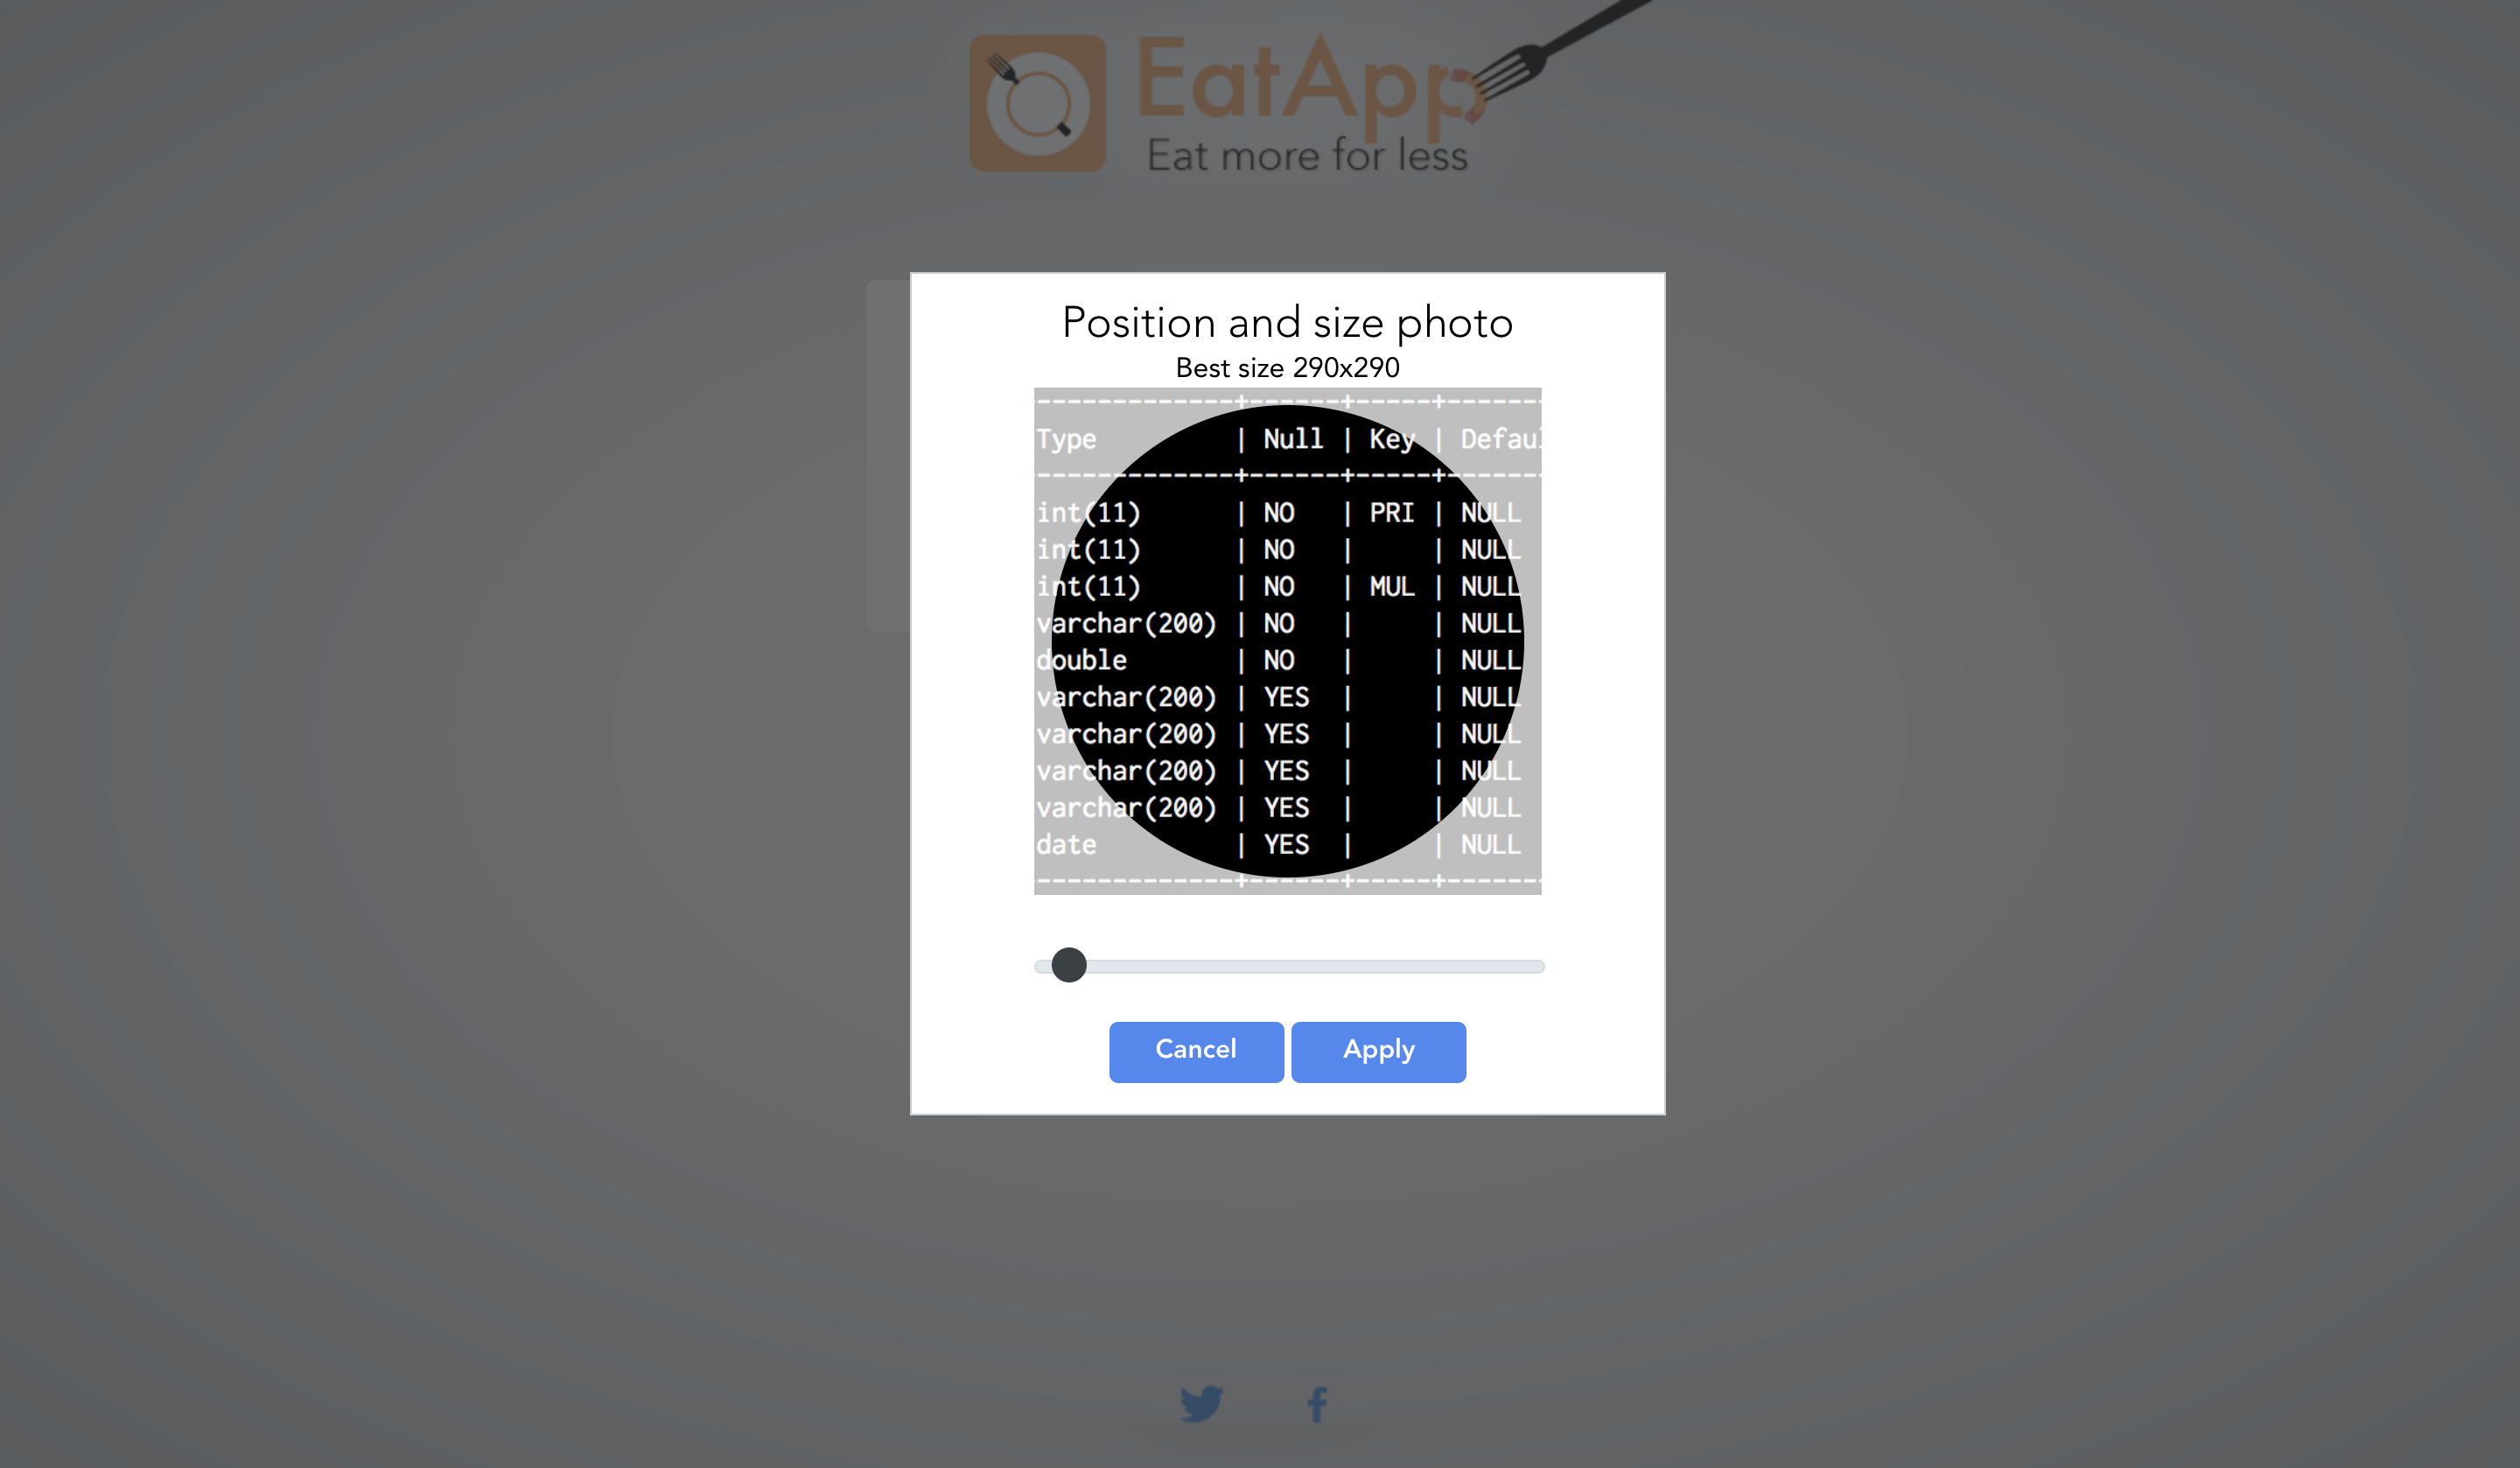 EatApp
Eat more for less
Position and size photo
Best size 290x290
--------------+------+-----+------
Type | Null | Key | Defaul
--------------+------+-----+------
int(11) | NO | PRI | NULL
int(11) | NO | | NULL
int(11) | NO | MUL | NULL
varchar(200) | NO | | NULL
double | NO | | NULL
varchar(200) | YES | | NULL
varchar(200) | YES | | NULL
varchar(200) | YES | | NULL
varchar(200) | YES | | NULL
date | YES | | NULL
--------------+------+-----+------
Cancel Apply